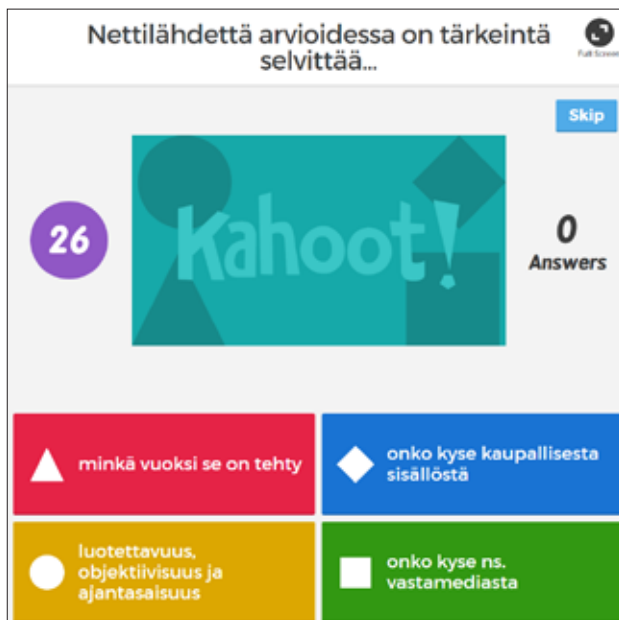 Nettilähdettä arvioidessa on tärkeintä
selvittää...
Full Screen
Skip
Kahoot!
26
0
Answers
minkä vuoksi se on tehty
onko kyse kaupallisesta
sisällöstä
luotettavuus,
objektiivisuus ja
ajantasaisuus
onko kyse ns.
vastamediasta